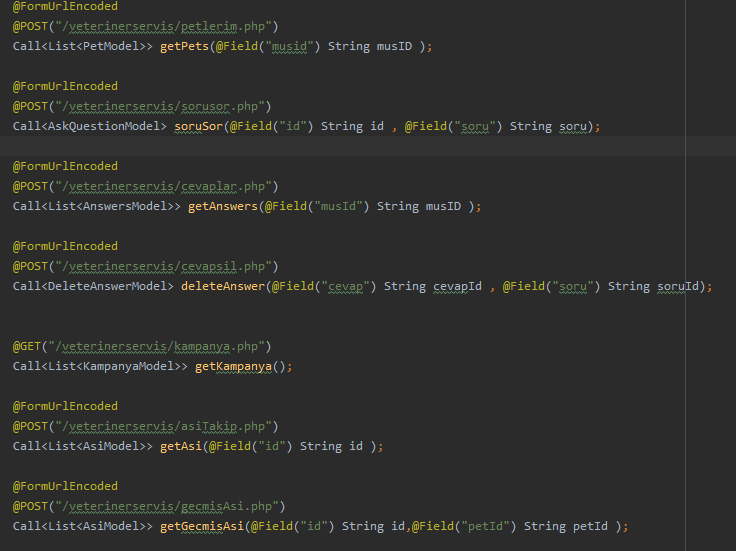 @FormUrlEncoded
@POST("/veterinerservis/petlerim.php")
Call<List<PetModel>> getPets(@Field("musid") String musID );
@FormUrlEncoded
@POST("/veterinerservis/sorusor.php")
Call<AskQuestionModel> soruSor(@Field("id") String id , @Field("soru") String soru);
@FormUrlEncoded
@POST("/veterinerservis/cevaplar.php")
Call<List<AnswersModel>> getAnswers(@Field("musId") String musID );
@FormUrlEncoded
@POST("/veterinerservis/cevapsil.php")
Call<DeleteAnswerModel> deleteAnswer(@Field("cevap") String cevapId , @Field("soru") String soruId);
@GET("/veterinerservis/kampanya.php")
Call<List<KampanyaModel>> getKampanya();
@FormUrlEncoded
@POST("/veterinerservis/asiTakip.php")
Call<List<AsiModel>> getAsi(@Field("id") String id );
@FormUrlEncoded
@POST("/veterinerservis/gecmisAsi.php")
Call<List<AsiModel>> getGecmisAsi(@Field("id") String id,@Field("petId") String petId );